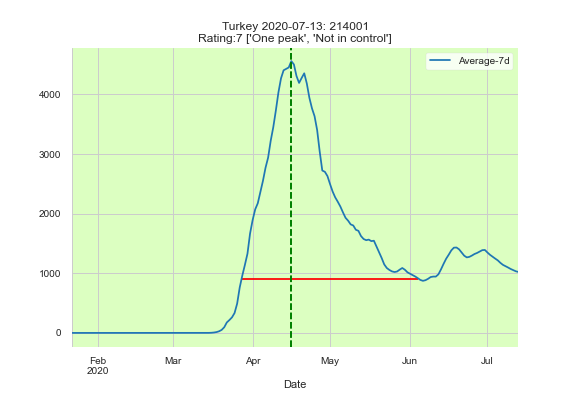 Turkey 2020-07-13: 214001
Rating:7 ['One peak', 'Not in control']
Average-7d
4000
3000
2000
1000
0
Feb
2020
Mar
Apr
May
Jun
Jul
Date